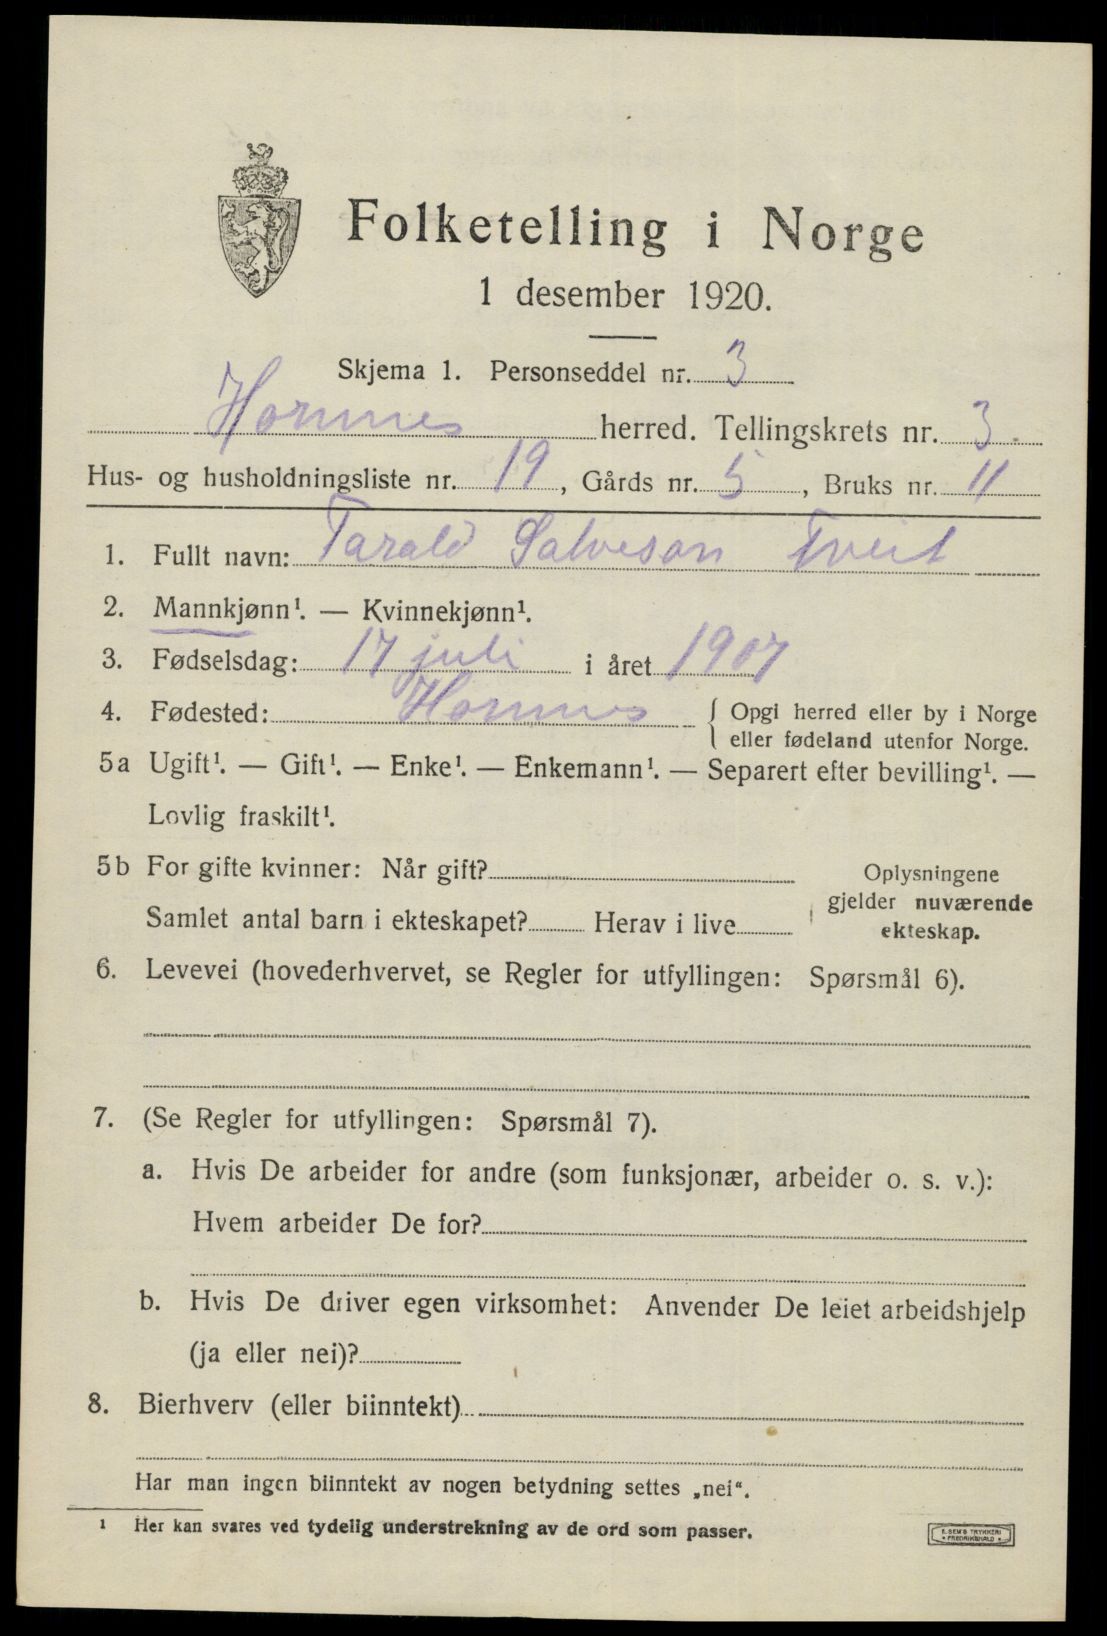 Folketelling i Norge
1 desember 1920.
Skjema 1. Personseddel nr. 3
Hornnes herred. Tellingskrets nr. 3.
Hus- og husholdningsliste nr. 19, Gårds nr. 5, Bruks nr. 11
1. Fullt navn: Tarald Salveson Tveit
2. Mannkjønn¹. — Kvinnekjønn¹.
3. Fødselsdag: 17 juli i året 1907
4. Fødested: Hornnes { Opgi herred eller by i Norge
eller fødeland utenfor Norge.
5a Ugift¹. — Gift¹. — Enke¹. — Enkemann¹. — Separert efter bevilling¹. —
Lovlig fraskilt¹.
5b For gifte kvinner: Når gift?
Samlet antal barn i ekteskapet? Herav i live
Oplysningene
gjelder nuværende
ekteskap.
6. Levevei (hovederhvervet, se Regler for utfyllingen: Spørsmål 6).
7. (Se Regler for utfyllingen: Spørsmål 7).
a. Hvis De arbeider for andre (som funksjonær, arbeider o. s. v.):
Hvem arbeider De for?
b. Hvis De driver egen virksomhet: Anvender De leiet arbeidshjelp
(ja eller nei)?
8. Bierhverv (eller biinntekt)
Har man ingen biinntekt av nogen betydning settes „nei“.
¹ Her kan svares ved tydelig understrekning av de ord som passer.
E. SEM'S TRYKKERI
• FREDRIKSHALD •